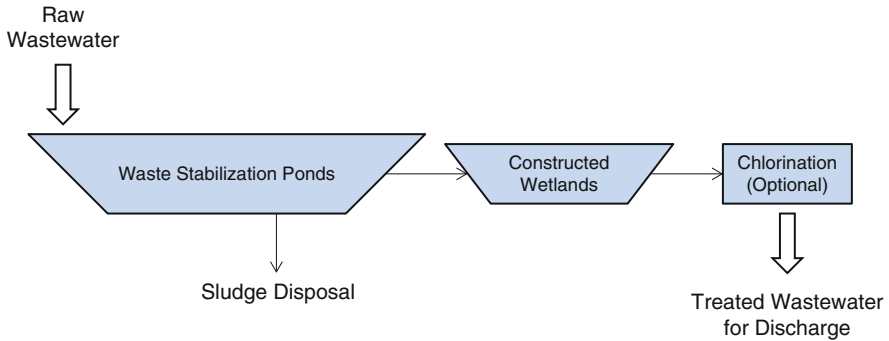 Raw
Wastewater
Waste Stabilization Ponds
Constructed
Wetlands
Chlorination
(Optional)
Sludge Disposal
Treated Wastewater
for Discharge